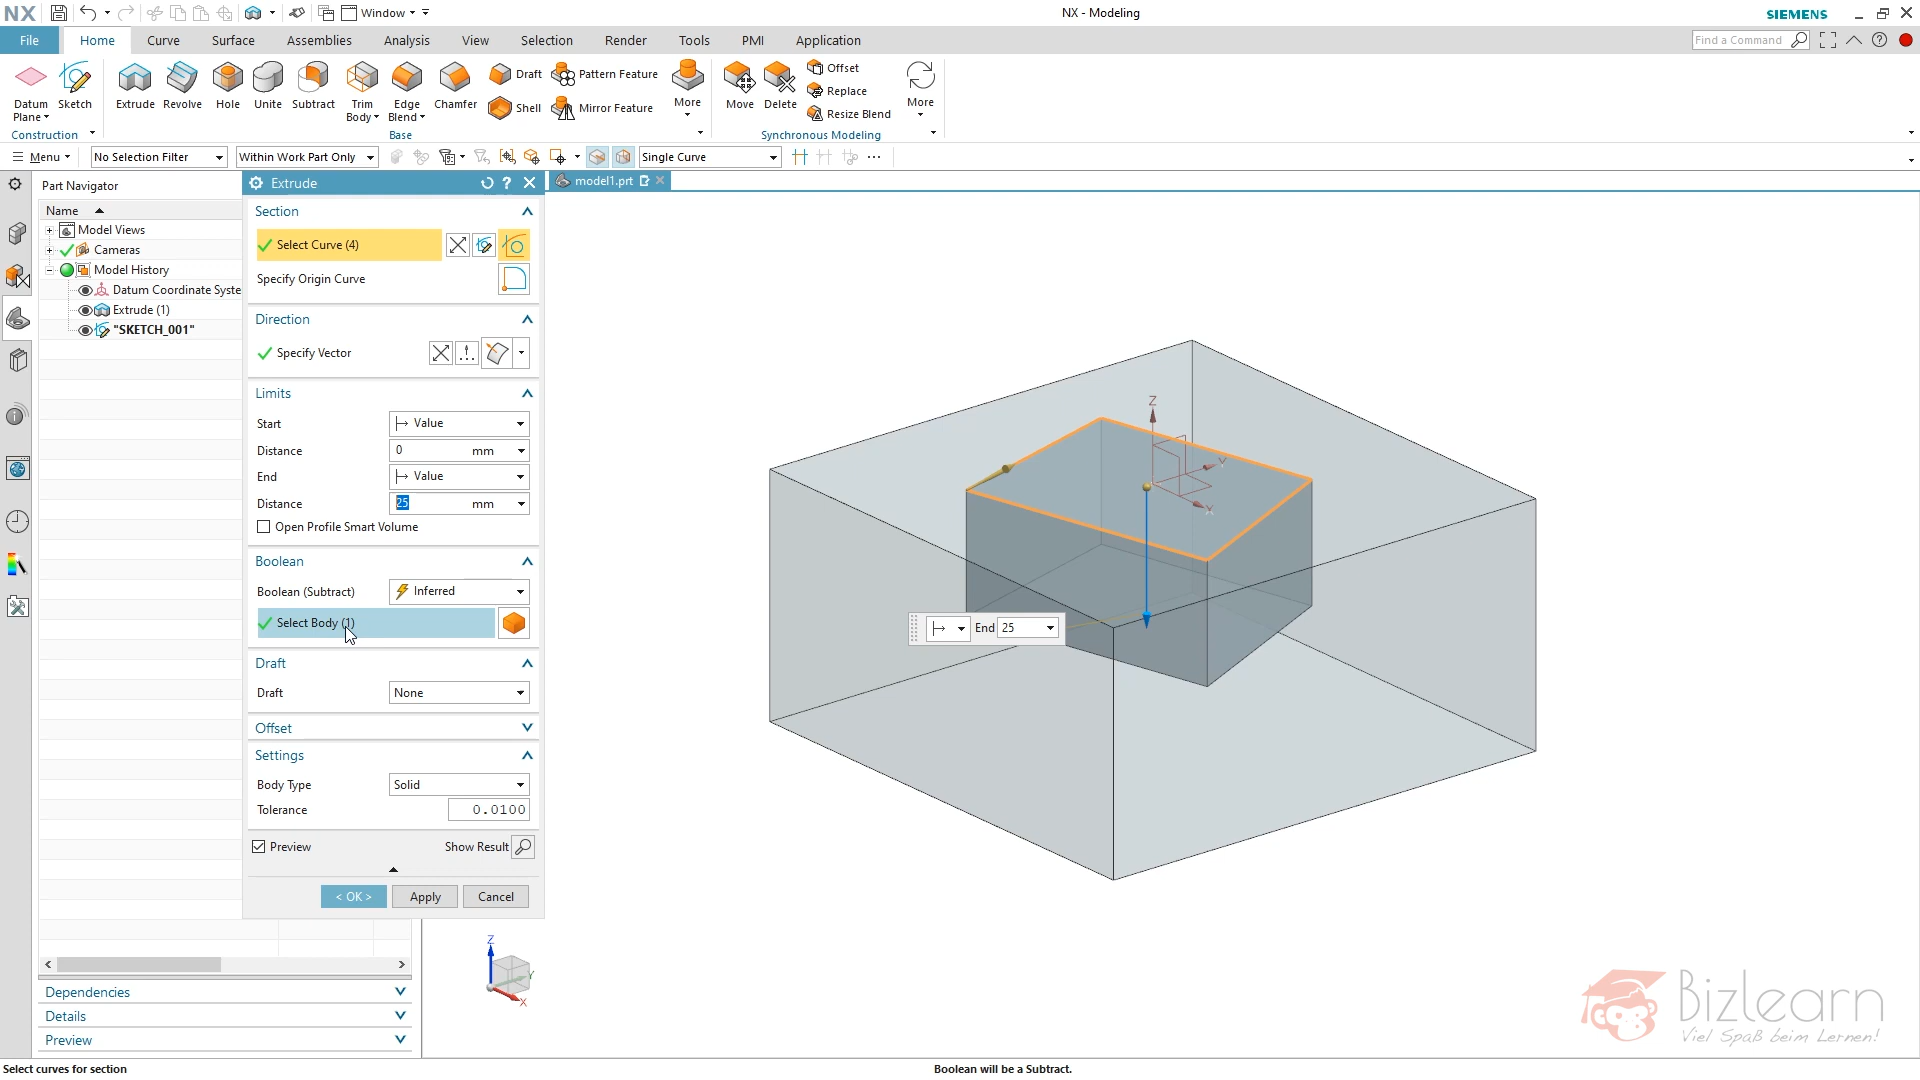 NX
Window
NX - Modeling
SIEMENS
File
Home
Curve
Surface
Assemblies
Analysis
View
Selection
Render
Tools
PMI
Application
Find a Command
Datum
Plane
Sketch
Extrude
Revolve
Hole
Unite
Subtract
Trim
Body
Edge
Blend
Chamfer
Draft
Shell
Pattern Feature
Mirror Feature
More
Move
Delete
Offset
Replace
Resize Blend
More
Construction
Base
Synchronous Modeling
Menu
No Selection Filter
Within Work Part Only
Single Curve
Part Navigator
Name
Model Views
Cameras
Model History
Datum Coordinate Syste
Extrude (1)
"SKETCH_001"
Dependencies
Details
Preview
Extrude
Section
Select Curve (4)
Specify Origin Curve
Direction
Specify Vector
Limits
Start
Value
Distance
0 mm
End
Value
Distance
25 mm
Open Profile Smart Volume
Boolean
Boolean (Subtract)
Inferred
Select Body (1)
Draft
Draft
None
Offset
Settings
Body Type
Solid
Tolerance
0.0100
Preview
Show Result
< OK >
Apply
Cancel
model1.prt
Z
Y
X
End 25
Z
Y
X
Bizlearn
Viel Spaß beim Lernen!
Select curves for section
Boolean will be a Subtract.